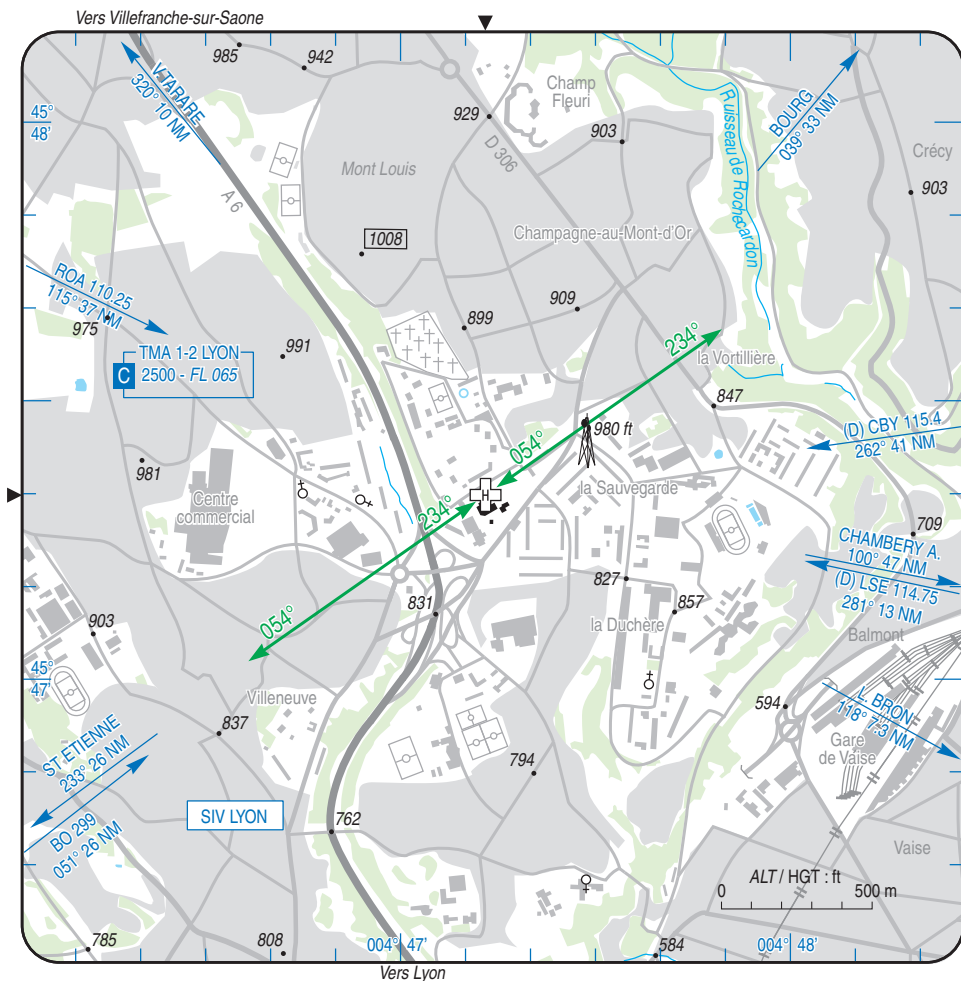 Vers Villefranche-sur-Saone
985
942
V.TARARE
320° 10 NM
45°
48'
929
Champ
Fleuri
903
D 306
Ruisseau de Rochecardon
BOURG
039° 33 NM
Crécy
903
Mont Louis
A 6
1008
Champagne-au-Mont-d'Or
ROA 110.25
115° 37 NM
975
909
899
234°
la Vortillière
991
TMA 1-2 LYON
C 2500 - FL 065
847
980 ft
(D) CBY 115.4
262° 41 NM
981
054°
H
la Sauvegarde
Centre
commercial
234°
709
CHAMBERY A.
100° 47 NM
(D) LSE 114.75
281° 13 NM
827
857
831
la Duchère
054°
903
Balmont
45°
47'
Villeneuve
594
L. BRON
118° 7.3 NM
837
ST ETIENNE
233° 26 NM
794
Gare
de Vaise
BO 299
051° 26 NM
SIV LYON
762
Vaise
ALT / HGT : ft
0 500 m
785
808
004° 47'
584
004° 48'
Vers Lyon